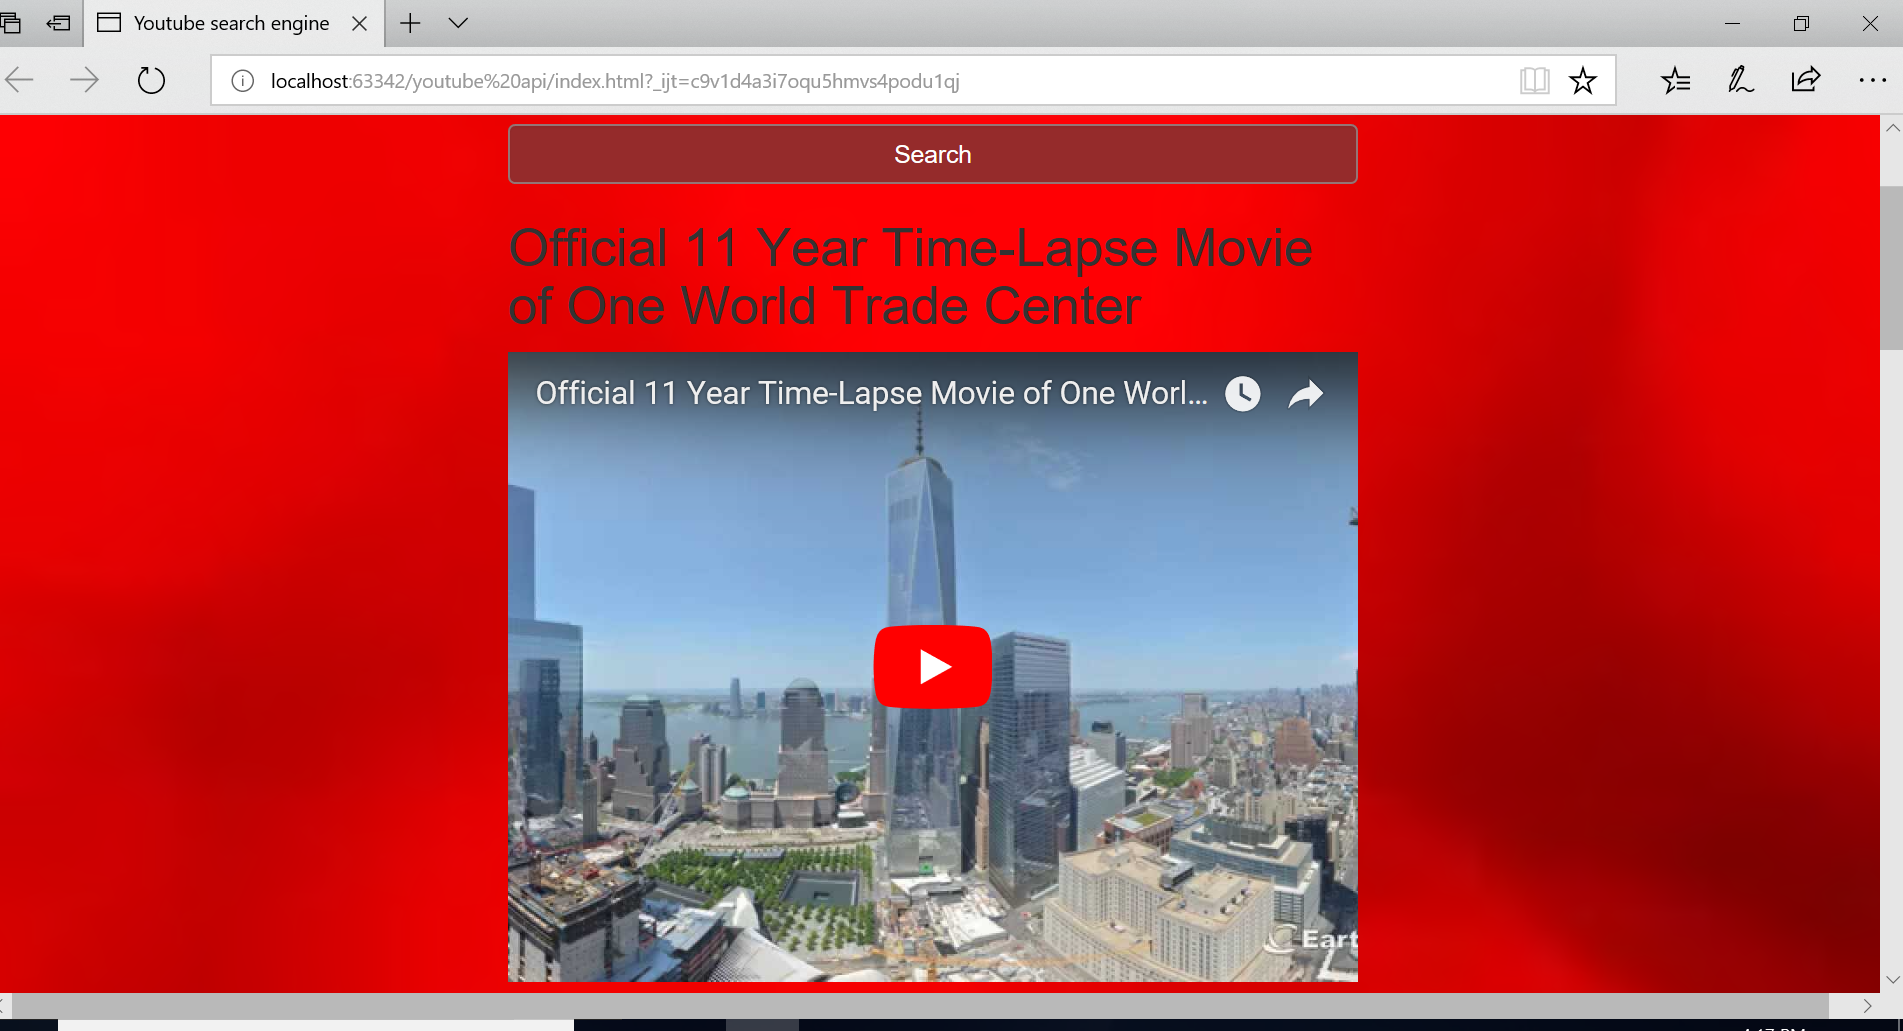 Youtube search engine
localhost:63342/youtube%20api/index.html?_ijt=c9v1d4a3i7oqu5hmvs4podu1qj
Search
Official 11 Year Time-Lapse Movie
of One World Trade Center
Official 11 Year Time-Lapse Movie of One Worl...
Eart